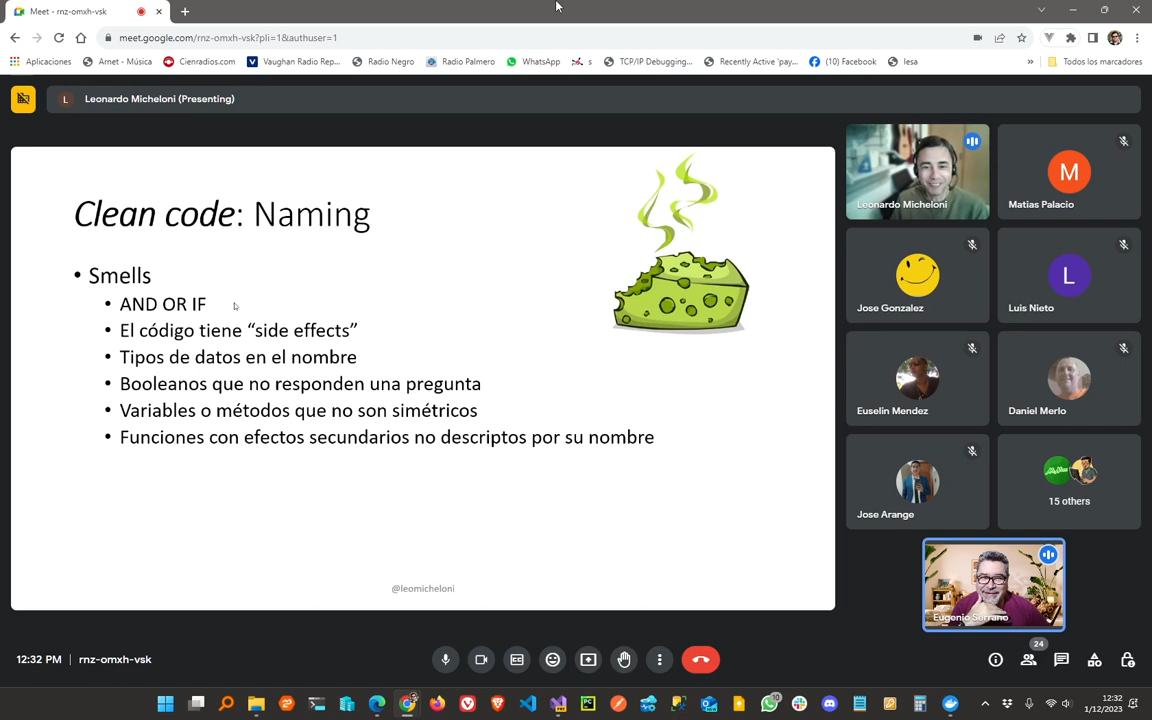 Meet - rnz-omxh-vsk
meet.google.com/rnz-omxh-vsk?pli=1&authuser=1
Aplicaciones
Arnet - Música
Cienradios.com
Vaughan Radio Rep...
Radio Negro
Radio Palmero
WhatsApp
s
TCP/IP Debugging...
Recently Active 'pay...
(10) Facebook
Iesa
»
Todos los marcadores
L
Leonardo Micheloni (Presenting)
Clean code: Naming
• Smells
• AND OR IF
• El código tiene “side effects”
• Tipos de datos en el nombre
• Booleanos que no responden una pregunta
• Variables o métodos que no son simétricos
• Funciones con efectos secundarios no descriptos por su nombre
@leomicheloni
Leonardo Micheloni
M
Matias Palacio
Jose Gonzalez
L
Luis Nieto
Euselin Mendez
Daniel Merlo
Jose Arange
15 others
Eugenio Serrano
12:32 PM | rnz-omxh-vsk
24
10
12:32
1/12/2023